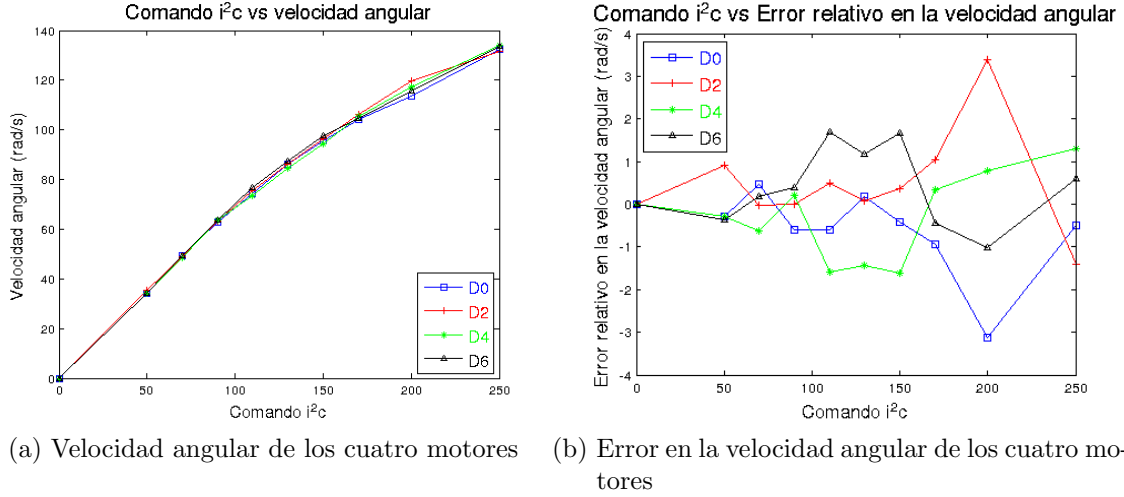 Comando i²c vs velocidad angular
Velocidad angular (rad/s)
140
120
100
80
60
40
20
0
0 50 100 150 200 250
Comando i²c
D0
D2
D4
D6
(a) Velocidad angular de los cuatro motores
Comando i²c vs Error relativo en la velocidad angular
Error relativo en la velocidad angular (rad/s)
4
3
2
1
0
-1
-2
-3
-4
0 50 100 150 200 250
Comando i²c
D0
D2
D4
D6
(b) Error en la velocidad angular de los cuatro mo-
tores